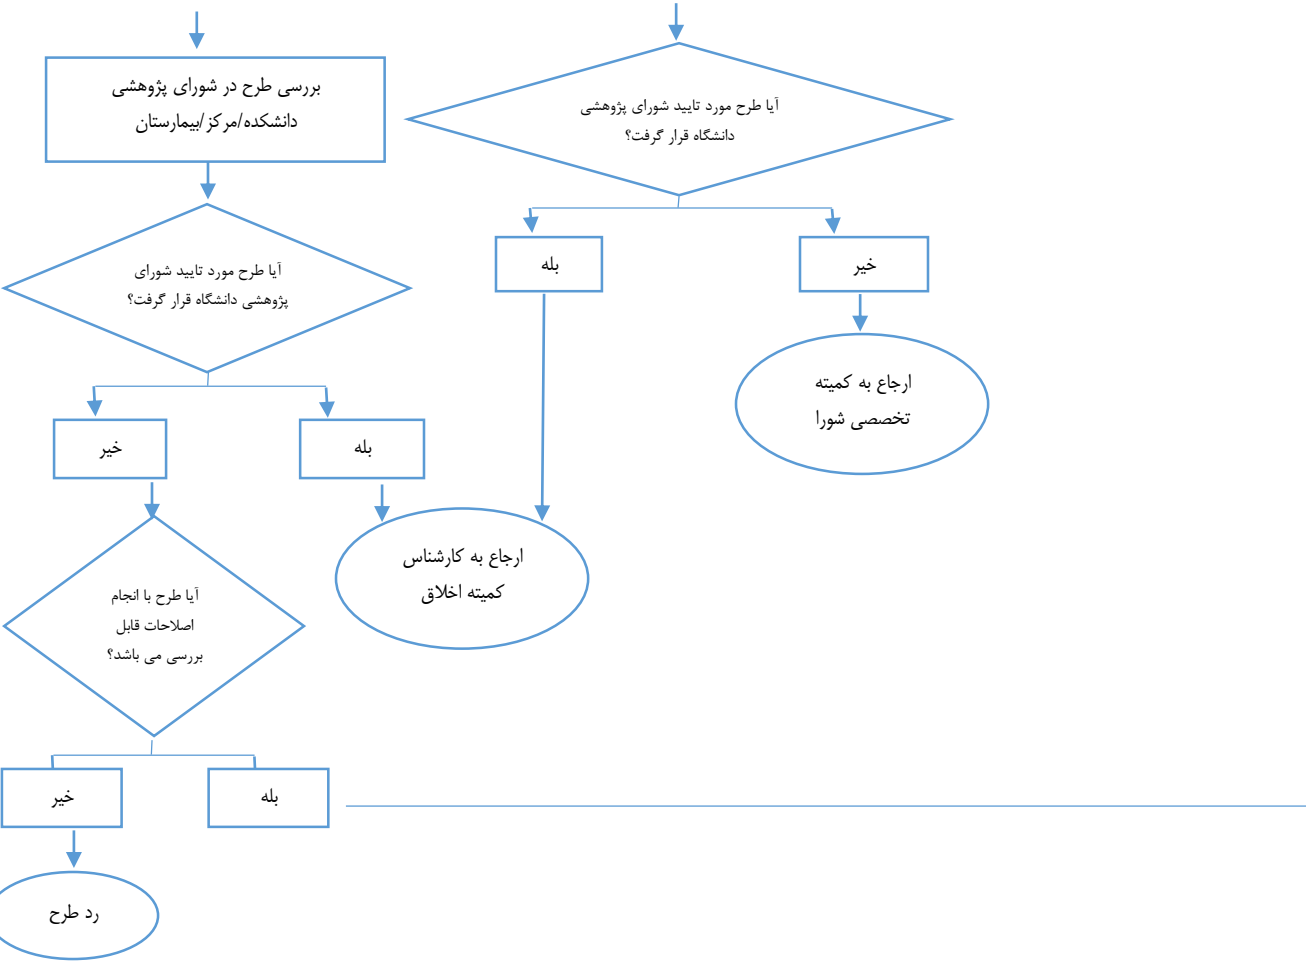 بررسی طرح در شورای پژوهشی
دانشکده/مرکز/بیمارستان
آیا طرح مورد تایید شورای پژوهشی
دانشگاه قرار گرفت؟
آیا طرح مورد تایید شورای
پژوهشی دانشگاه قرار گرفت؟
بله
خیر
ارجاع به کمیته
تخصصی شورا
خیر
بله
ارجاع به کارشناس
کمیته اخلاق
آیا طرح با انجام
اصلاحات قابل
بررسی می باشد؟
خیر
بله
رد طرح